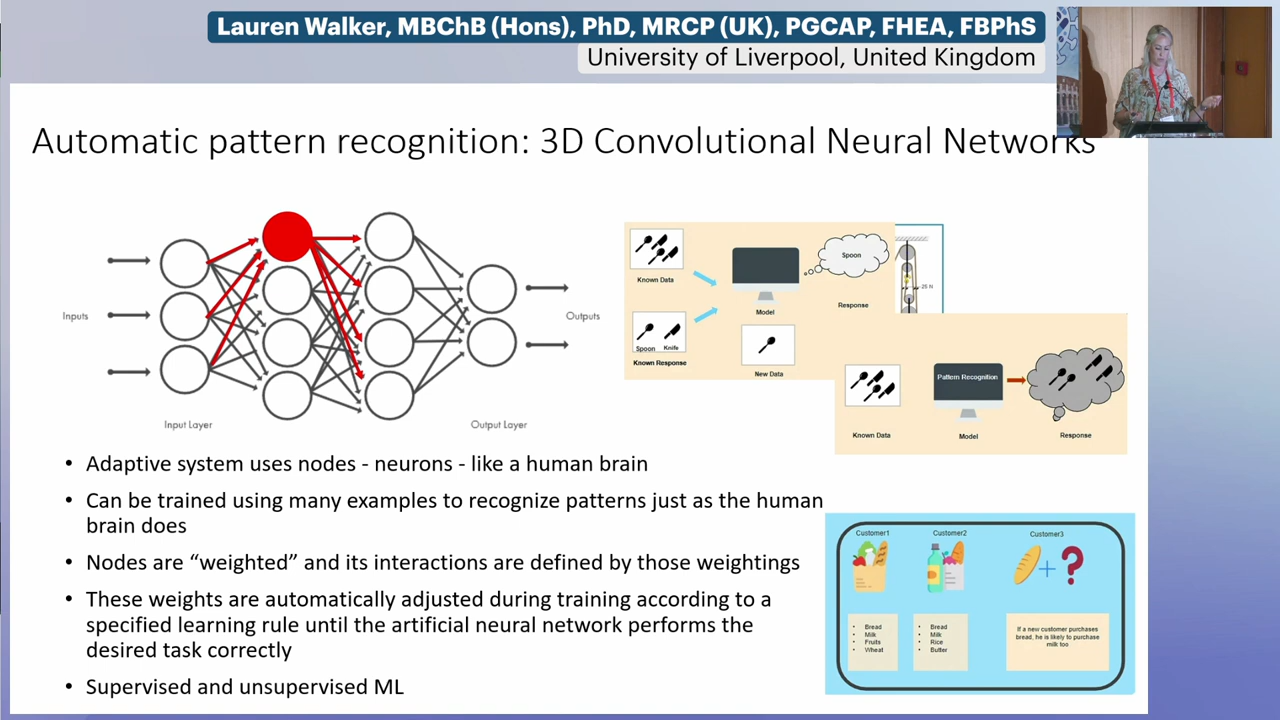 Lauren Walker, MBChB (Hons), PhD, MRCP (UK), PGCAP, FHEA, FBPhS
University of Liverpool, United Kingdom
Automatic pattern recognition: 3D Convolutional Neural Networks
Inputs
Outputs
Input Layer
Output Layer
Known Data
Model
Spoon
Response
Spoon Knife
Known Response
New Data
25 N
Known Data
Pattern Recognition
Model
Response
• Adaptive system uses nodes - neurons - like a human brain
• Can be trained using many examples to recognize patterns just as the human
brain does
• Nodes are “weighted” and its interactions are defined by those weightings
• These weights are automatically adjusted during training according to a
specified learning rule until the artificial neural network performs the
desired task correctly
• Supervised and unsupervised ML
Customer1
Customer2
Customer3
• Bread
• Milk
• Fruits
• Wheat
• Bread
• Milk
• Rice
• Butter
If a new customer purchases
bread, he is likely to purchase
milk too